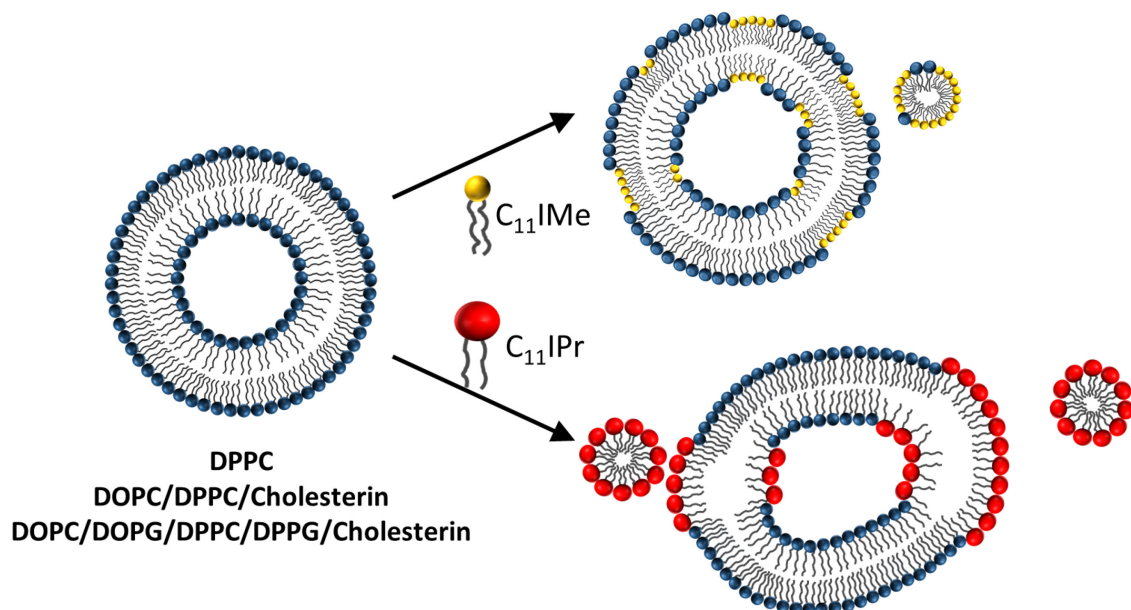 C₁₁IMe
C₁₁IPr
DPPC
DOPC/DPPC/Cholesterin
DOPC/DOPG/DPPC/DPPG/Cholesterin